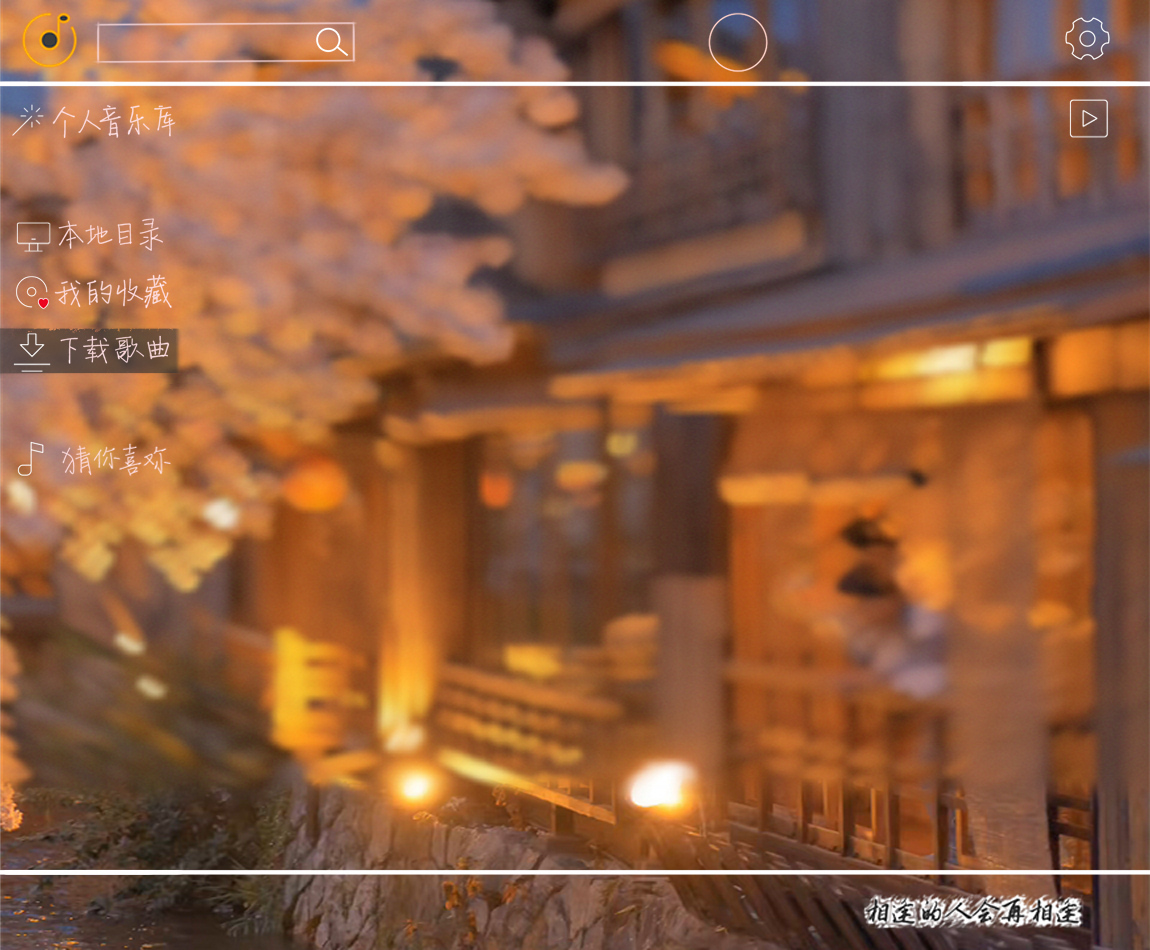 个人音乐库
本地目录
我的收藏
下载歌曲
猜你喜欢
相逢的人会再相逢